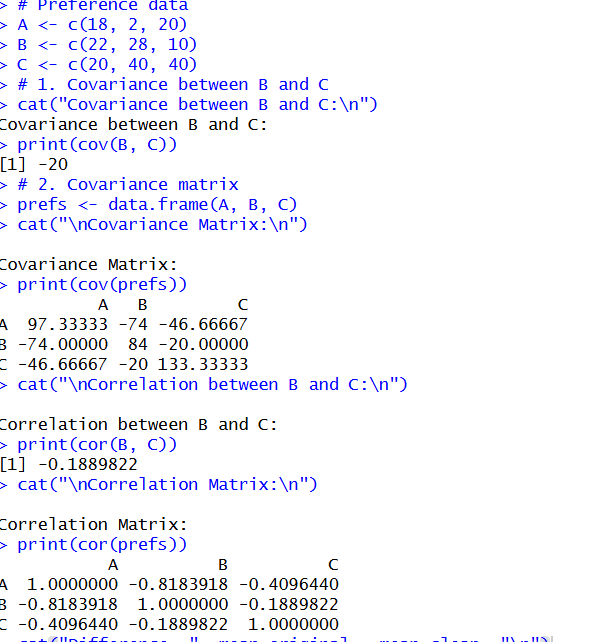 > # Preference data
> A <- c(18, 2, 20)
> B <- c(22, 28, 10)
> C <- c(20, 40, 40)
> # 1. Covariance between B and C
> cat("Covariance between B and C:\n")
Covariance between B and C:
> print(cov(B, C))
[1] -20
> # 2. Covariance matrix
> prefs <- data.frame(A, B, C)
> cat("\nCovariance Matrix:\n")
Covariance Matrix:
> print(cov(prefs))
A B C
A 97.33333 -74 -46.66667
B -74.00000 84 -20.00000
C -46.66667 -20 133.33333
> cat("\nCorrelation between B and C:\n")
Correlation between B and C:
> print(cor(B, C))
[1] -0.1889822
> cat("\nCorrelation Matrix:\n")
Correlation Matrix:
> print(cor(prefs))
A B C
A 1.0000000 -0.8183918 -0.4096440
B -0.8183918 1.0000000 -0.1889822
C -0.4096440 -0.1889822 1.0000000